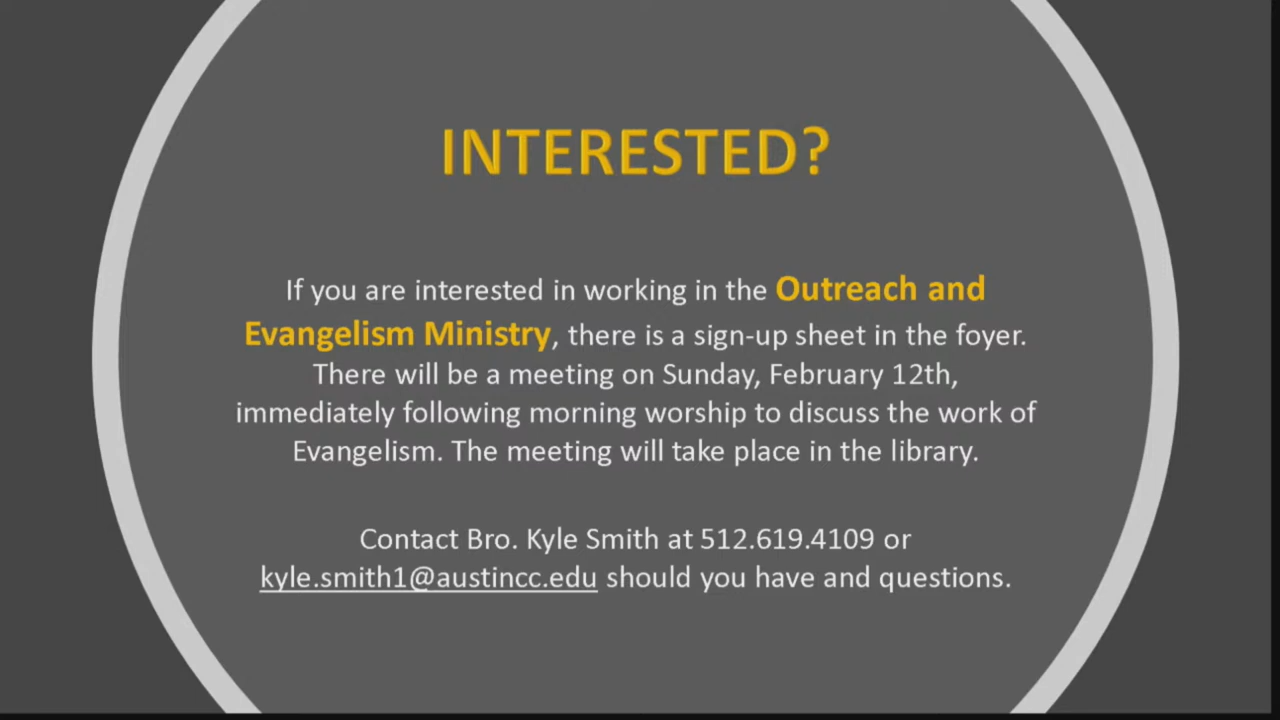 INTERESTED?
If you are interested in working in the Outreach and
Evangelism Ministry, there is a sign-up sheet in the foyer.
There will be a meeting on Sunday, February 12th,
immediately following morning worship to discuss the work of
Evangelism. The meeting will take place in the library.
Contact Bro. Kyle Smith at 512.619.4109 or
kyle.smith1@austincc.edu should you have and questions.